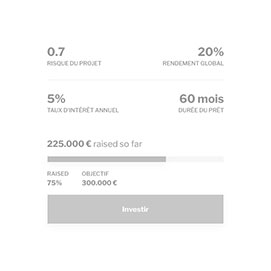 0.7 20%
RISQUE DU PROJET RENDEMENT GLOBAL
5% 60 mois
TAUX D'INTÉRÊT ANNUEL DURÉE DU PRÊT
225.000 € raised so far
RAISED OBJECTIF
75% 300.000 €
Investir